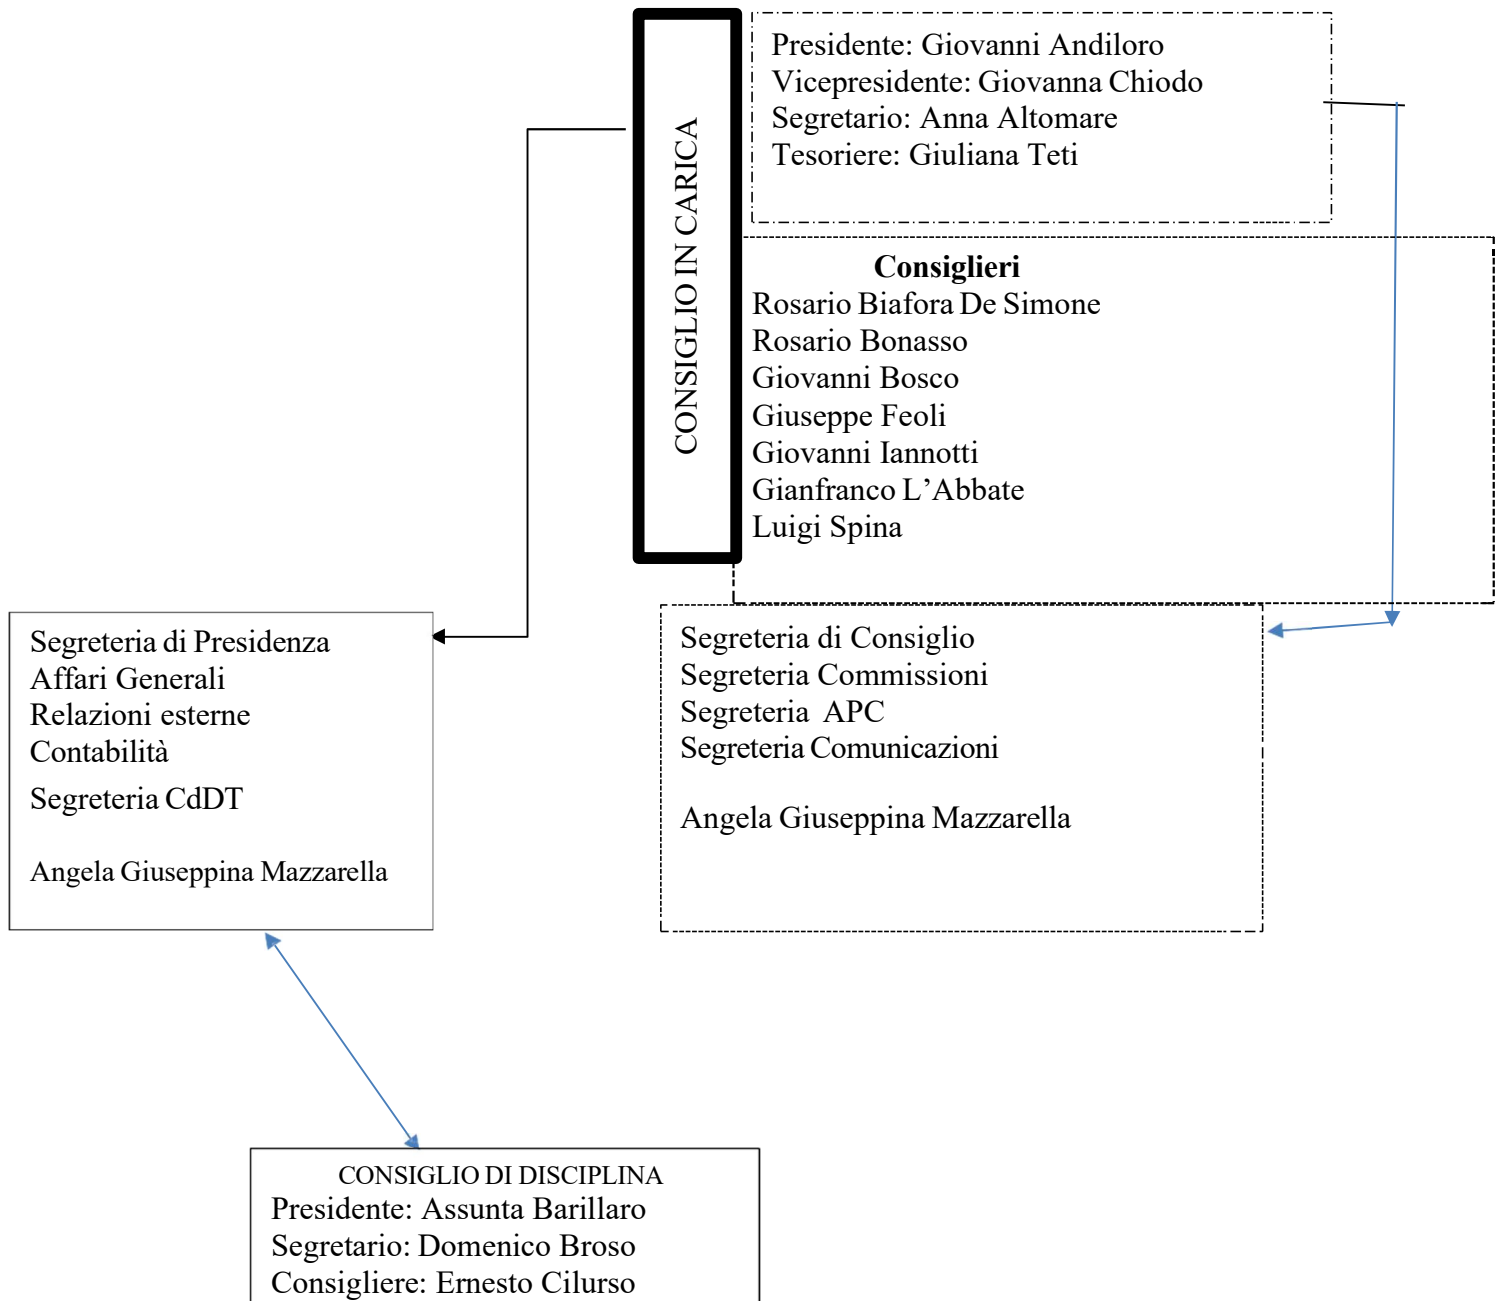 CONSIGLIO IN CARICA
Presidente: Giovanni Andiloro
Vicepresidente: Giovanna Chiodo
Segretario: Anna Altomare
Tesoriere: Giuliana Teti
Consiglieri
Rosario Biafora De Simone
Rosario Bonasso
Giovanni Bosco
Giuseppe Feoli
Giovanni Iannotti
Gianfranco L’Abbate
Luigi Spina
Segreteria di Presidenza
Affari Generali
Relazioni esterne
Contabilità
Segreteria CdDT
Angela Giuseppina Mazzarella
Segreteria di Consiglio
Segreteria Commissioni
Segreteria APC
Segreteria Comunicazioni
Angela Giuseppina Mazzarella
CONSIGLIO DI DISCIPLINA
Presidente: Assunta Barillaro
Segretario: Domenico Broso
Consigliere: Ernesto Cilurso